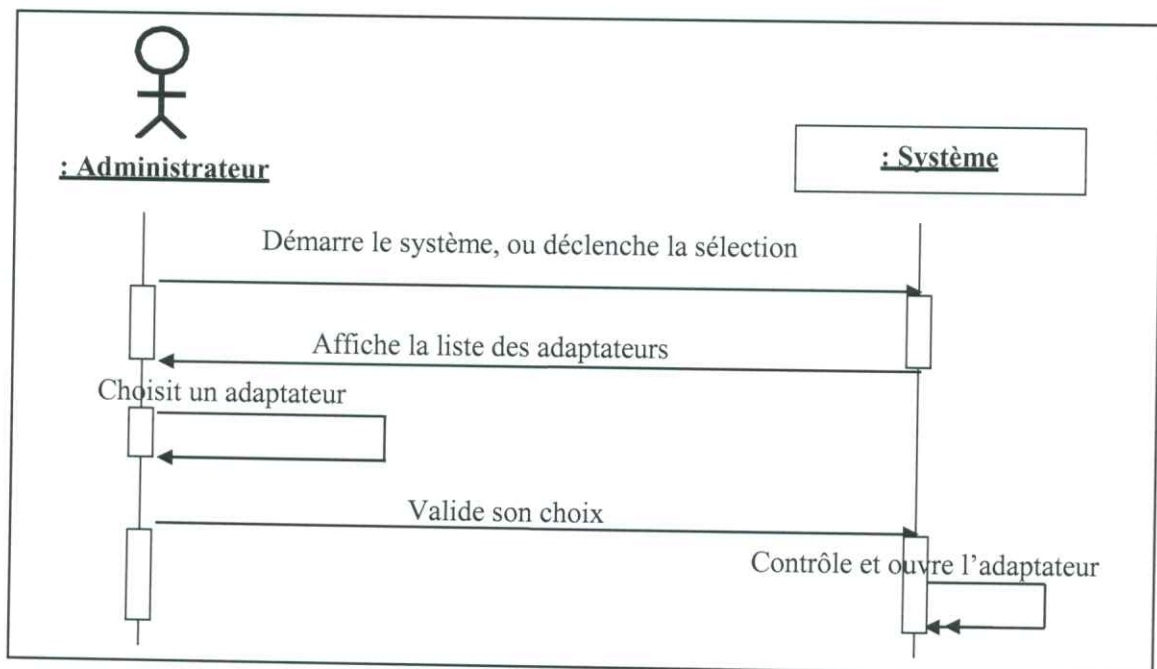 : Administrateur
: Système
Démarre le système, ou déclenche la sélection
Affiche la liste des adaptateurs
Choisit un adaptateur
Valide son choix
Contrôle et ouvre l’adaptateur